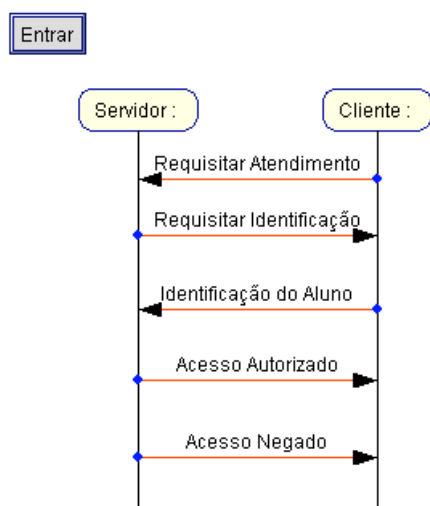 Entrar
Servidor :
Cliente :
Requisitar Atendimento
Requisitar Identificação
Identificação do Aluno
Acesso Autorizado
Acesso Negado